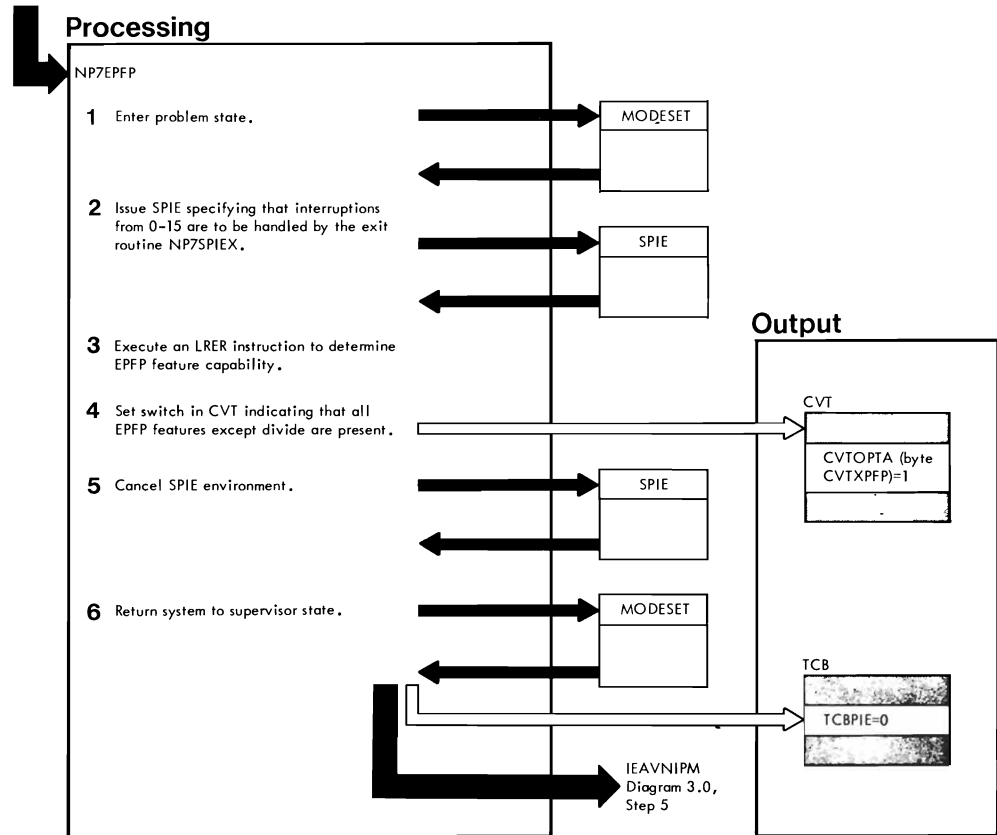 Processing
NP7EPFP
1 Enter problem state.
MODESET
2 Issue SPIE specifying that interruptions
from 0-15 are to be handled by the exit
routine NP7SPIEX.
SPIE
Output
3 Execute an LRER instruction to determine
EPFP feature capability.
4 Set switch in CVT indicating that all
EPFP features except divide are present.
CVT
CVTOPTA (byte
CVTXPFP)=1
5 Cancel SPIE environment.
SPIE
6 Return system to supervisor state.
MODESET
TCB
TCBPIE=0
IEAVNIPM
Diagram 3.0,
Step 5